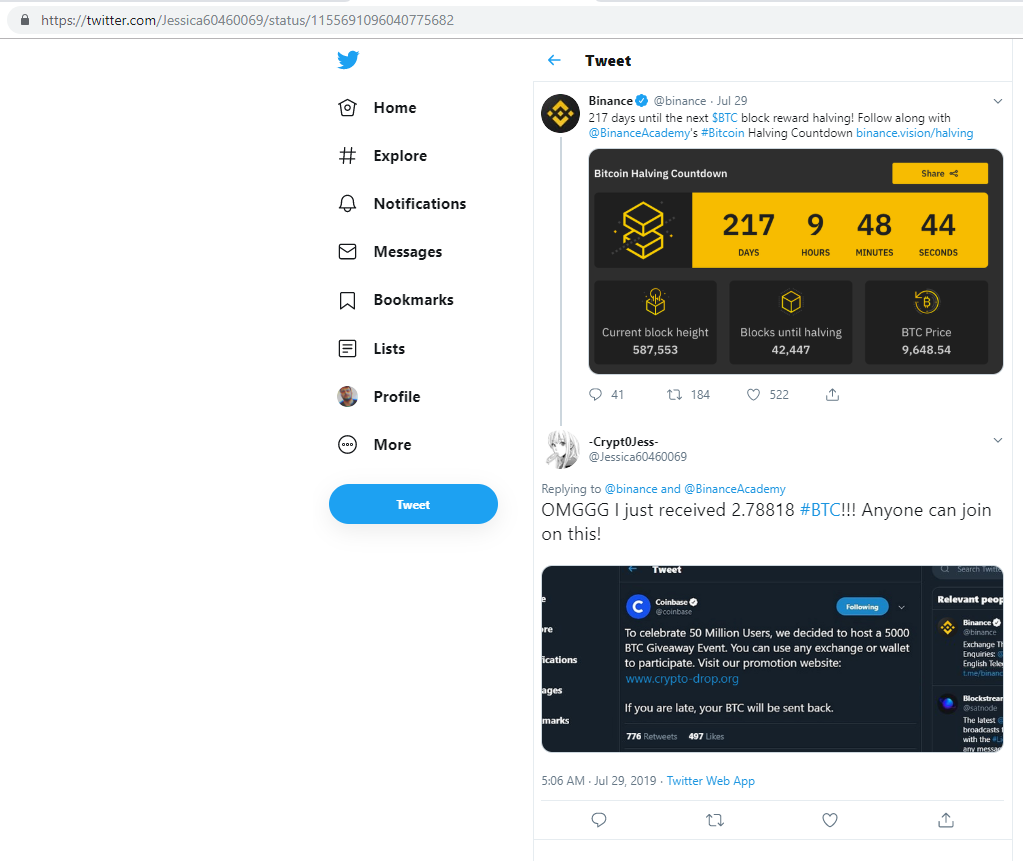 https://twitter.com/Jessica60460069/status/1155691096040775682
Home
Explore
Notifications
Messages
Bookmarks
Lists
Profile
More
Tweet
Tweet
Binance @binance · Jul 29
217 days until the next $BTC block reward halving! Follow along with
@BinanceAcademy's #Bitcoin Halving Countdown binance.vision/halving
Bitcoin Halving Countdown
Share
217 9 48 44
DAYS HOURS MINUTES SECONDS
Current block height Blocks until halving BTC Price
587,553 42,447 9,648.54
41 184 522
-Crypt0Jess-
@Jessica60460069
Replying to @binance and @BinanceAcademy
OMGGG I just received 2.78818 #BTC!!! Anyone can join
on this!
Tweet
Coinbase
@coinbase
Following
To celebrate 50 Million Users, we decided to host a 5000
BTC Giveaway Event. You can use any exchange or wallet
to participate. Visit our promotion website:
www.crypto-drop.org
If you are late, your BTC will be sent back.
776 Retweets 497 Likes
e
ore
ications
ages
marks
Search Twitte
Relevant peop
Binance
@binance
Exchange Th
Enquiries: @
English Tele
t.me/binanc
Blockstrear
@satnode
The latest @
broadcasts f
with the #Li
any messag
5:06 AM · Jul 29, 2019 · Twitter Web App